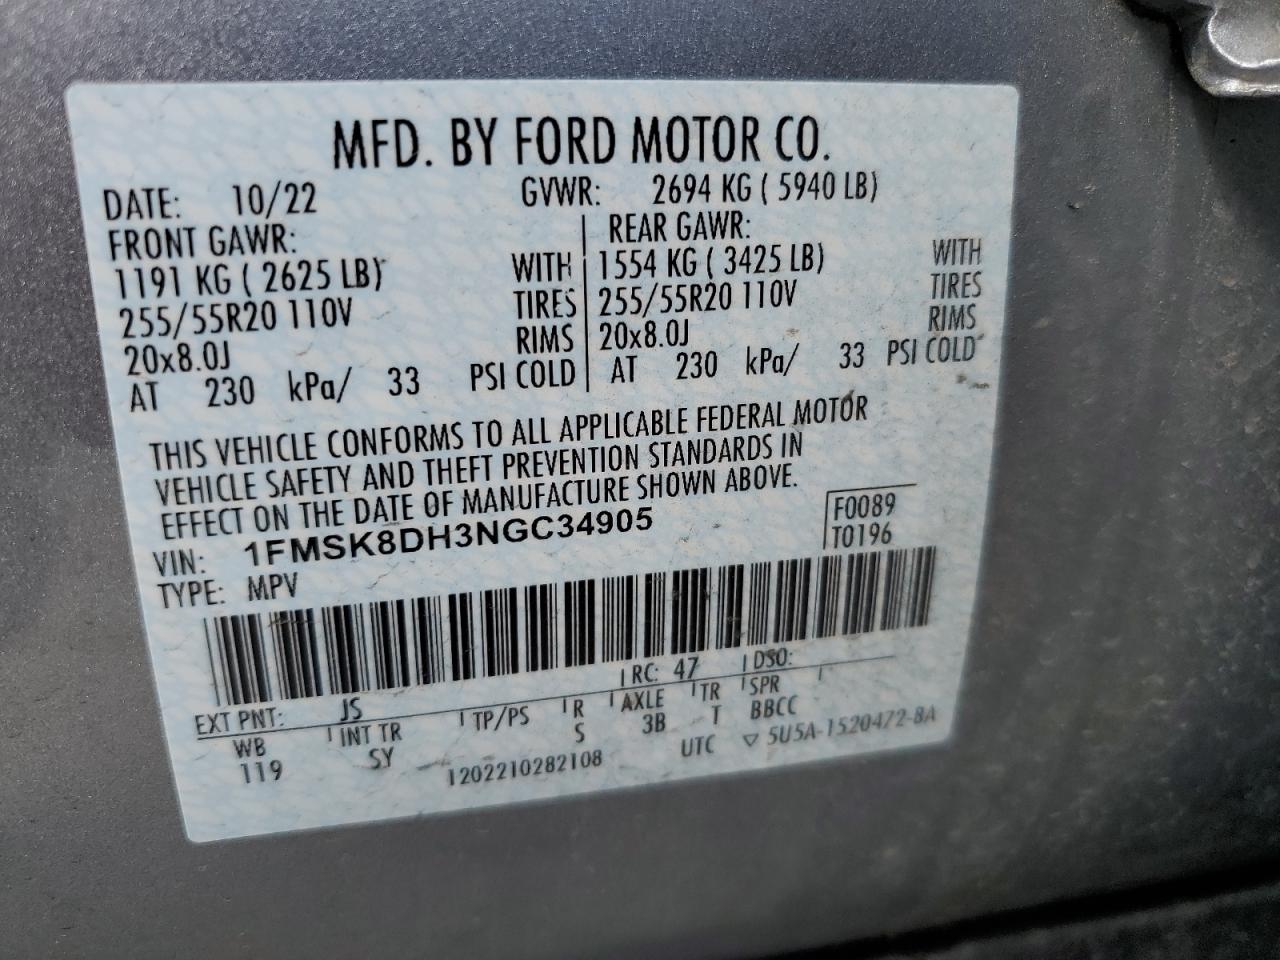 MFD. BY FORD MOTOR CO.
DATE: 10/22 GVWR: 2694 KG ( 5940 LB)
FRONT GAWR: REAR GAWR:
1191 KG ( 2625 LB) WITH 1554 KG ( 3425 LB) WITH
255/55R20 110V TIRES 255/55R20 110V TIRES
20x8.0J RIMS 20x8.0J RIMS
AT 230 kPa/ 33 PSI COLD AT 230 kPa/ 33 PSI COLD
THIS VEHICLE CONFORMS TO ALL APPLICABLE FEDERAL MOTOR
VEHICLE SAFETY AND THEFT PREVENTION STANDARDS IN
EFFECT ON THE DATE OF MANUFACTURE SHOWN ABOVE.
VIN: 1FMSK8DH3NGC34905 F0089
TYPE: MPV T0196
EXT PNT: JS RC: 47 DSO:
WB INT TR TP/PS R AXLE TR SPR
119 SY S 3B T BBCC
1202210282108 UTC ▽ 5U5A-1520472-BA